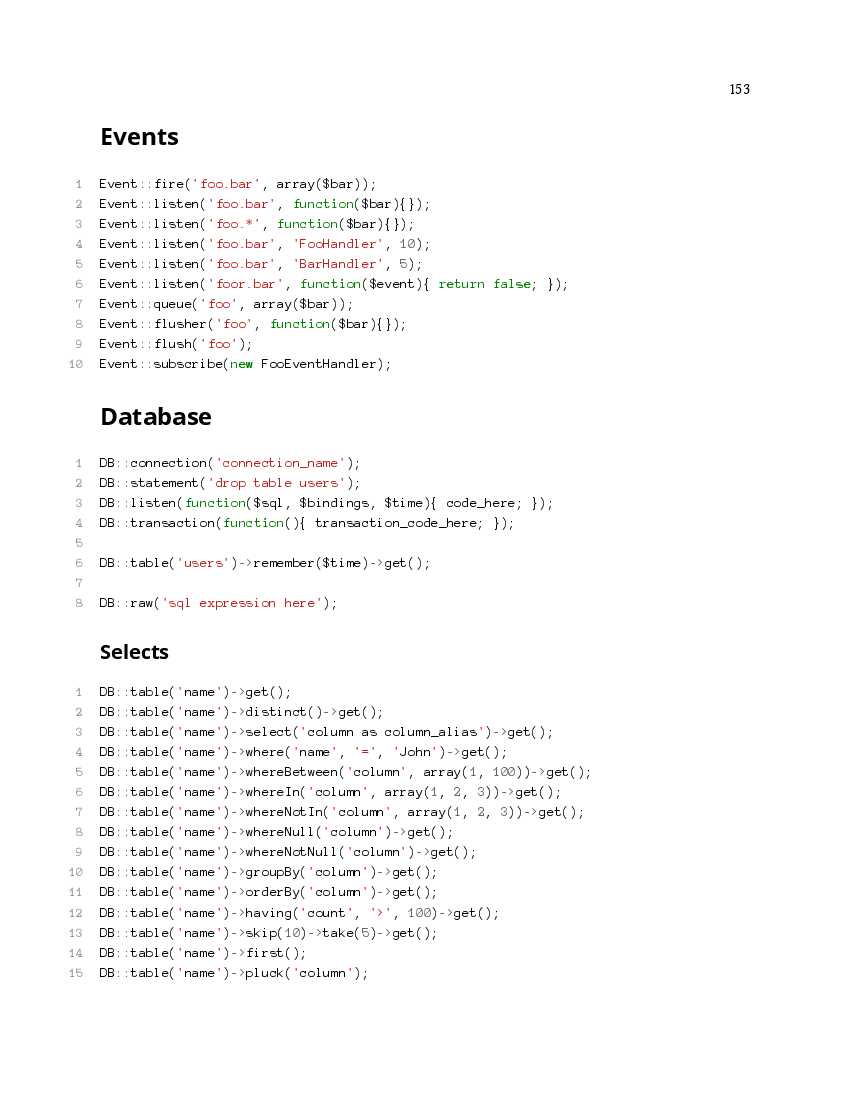 153
Events
1 Event::fire('foo.bar', array($bar));
2 Event::listen('foo.bar', function($bar){});
3 Event::listen('foo.*', function($bar){});
4 Event::listen('foo.bar', 'FooHandler', 10);
5 Event::listen('foo.bar', 'BarHandler', 5);
6 Event::listen('foor.bar', function($event){ return false; });
7 Event::queue('foo', array($bar));
8 Event::flusher('foo', function($bar){});
9 Event::flush('foo');
10 Event::subscribe(new FooEventHandler);
Database
1 DB::connection('connection_name');
2 DB::statement('drop table users');
3 DB::listen(function($sql, $bindings, $time){ code_here; });
4 DB::transaction(function(){ transaction_code_here; });
5
6 DB::table('users')->remember($time)->get();
7
8 DB::raw('sql expression here');
Selects
1 DB::table('name')->get();
2 DB::table('name')->distinct()->get();
3 DB::table('name')->select('column as column_alias')->get();
4 DB::table('name')->where('name', '=', 'John')->get();
5 DB::table('name')->whereBetween('column', array(1, 100))->get();
6 DB::table('name')->whereIn('column', array(1, 2, 3))->get();
7 DB::table('name')->whereNotIn('column', array(1, 2, 3))->get();
8 DB::table('name')->whereNull('column')->get();
9 DB::table('name')->whereNotNull('column')->get();
10 DB::table('name')->groupBy('column')->get();
11 DB::table('name')->orderBy('column')->get();
12 DB::table('name')->having('count', '>', 100)->get();
13 DB::table('name')->skip(10)->take(5)->get();
14 DB::table('name')->first();
15 DB::table('name')->pluck('column');